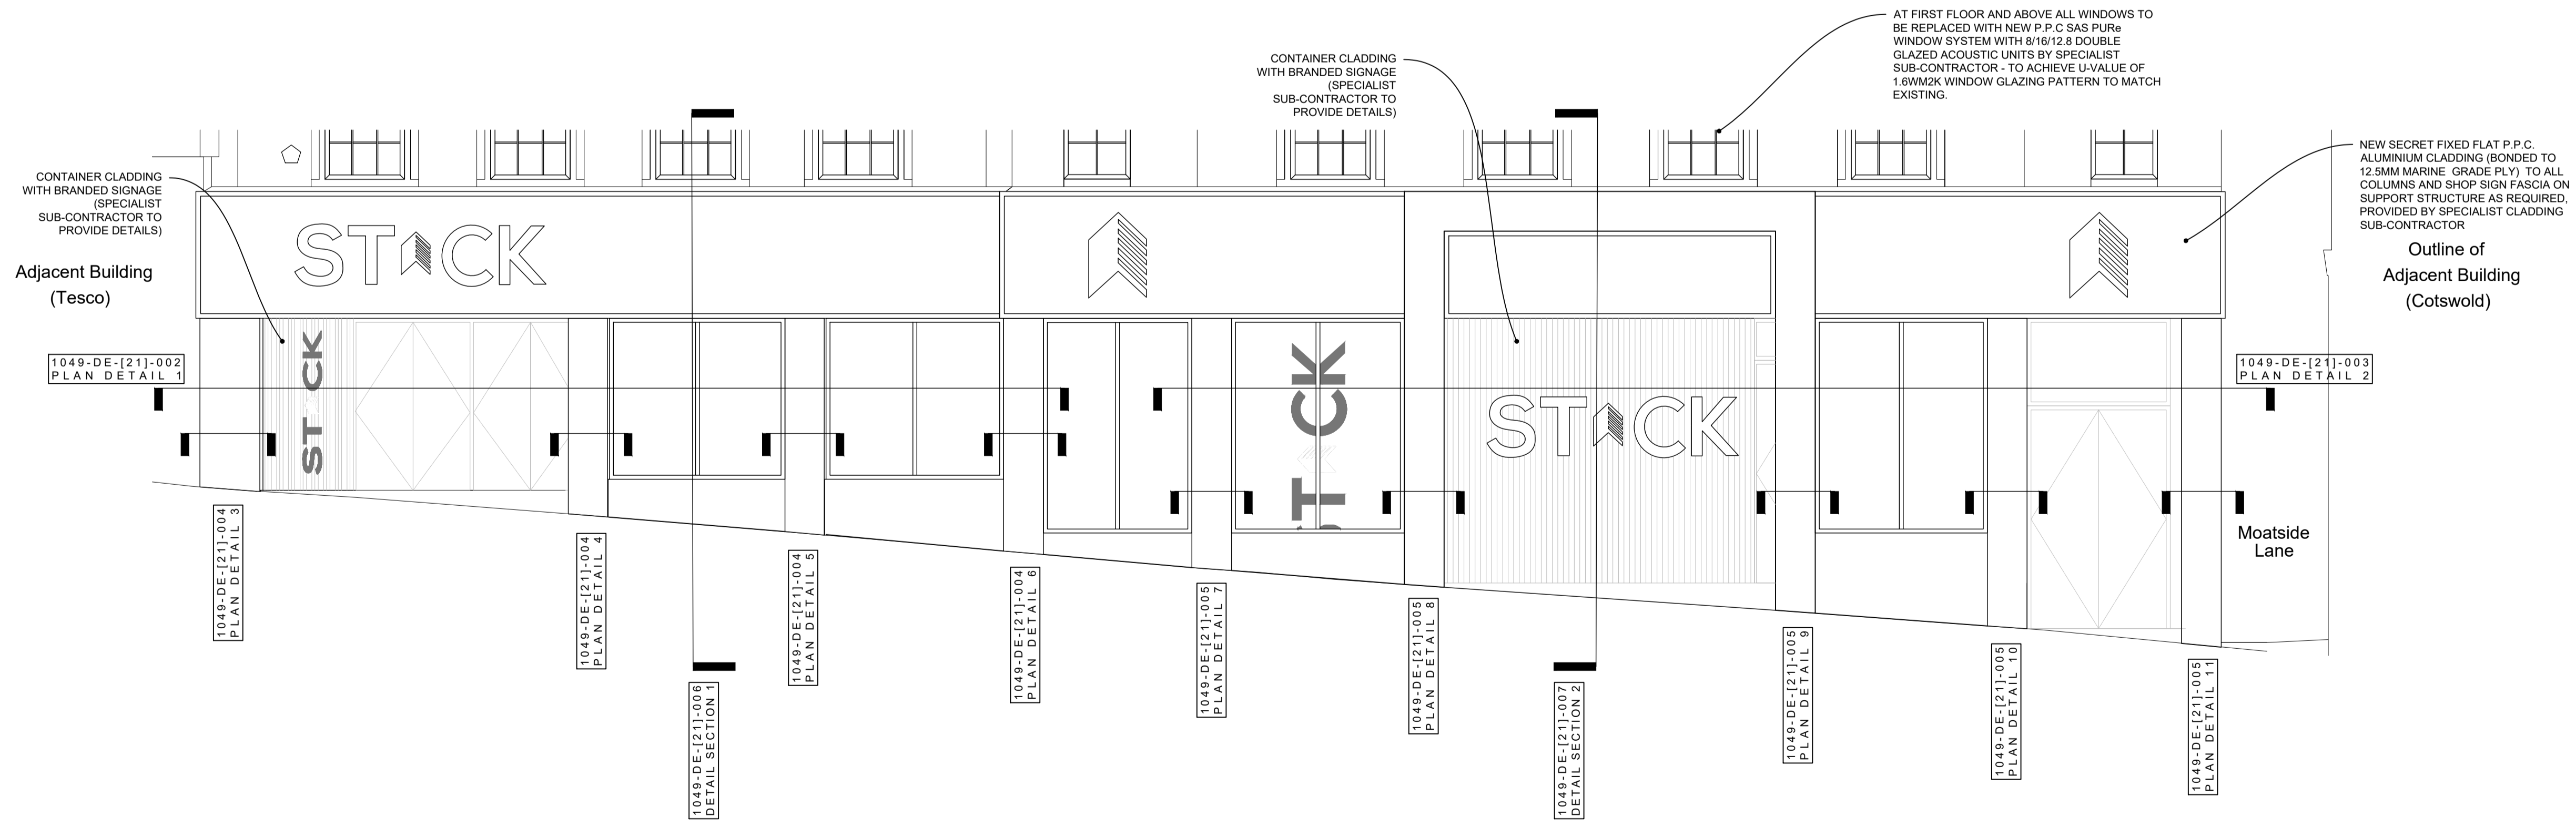 AT FIRST FLOOR AND ABOVE ALL WINDOWS TO
BE REPLACED WITH NEW P.P.C SAS PURe
WINDOW SYSTEM WITH 8/16/12.8 DOUBLE
GLAZED ACOUSTIC UNITS BY SPECIALIST
SUB-CONTRACTOR - TO ACHIEVE U-VALUE OF
1.6WM2K WINDOW GLAZING PATTERN TO MATCH
EXISTING.
CONTAINER CLADDING
WITH BRANDED SIGNAGE
(SPECIALIST
SUB-CONTRACTOR TO
PROVIDE DETAILS)
NEW SECRET FIXED FLAT P.P.C.
ALUMINIUM CLADDING (BONDED TO
12.5MM MARINE GRADE PLY) TO ALL
COLUMNS AND SHOP SIGN FASCIA ON
SUPPORT STRUCTURE AS REQUIRED,
PROVIDED BY SPECIALIST CLADDING
SUB-CONTRACTOR
CONTAINER CLADDING
WITH BRANDED SIGNAGE
(SPECIALIST
SUB-CONTRACTOR TO
PROVIDE DETAILS)
Adjacent Building
(Tesco)
Outline of
Adjacent Building
(Cotswold)
ST CK
ST CK
ST CK
ST CK
1049-DE-[21]-002
PLAN DETAIL 1
1049-DE-[21]-003
PLAN DETAIL 2
Moatside
Lane
1049-DE-[21]-004
PLAN DETAIL 3
1049-DE-[21]-004
PLAN DETAIL 4
1049-DE-[21]-004
PLAN DETAIL 5
1049-DE-[21]-004
PLAN DETAIL 6
1049-DE-[21]-005
PLAN DETAIL 7
1049-DE-[21]-005
PLAN DETAIL 8
1049-DE-[21]-005
PLAN DETAIL 9
1049-DE-[21]-005
PLAN DETAIL 10
1049-DE-[21]-005
PLAN DETAIL 11
1049-DE-[21]-006
DETAIL SECTION 1
1049-DE-[21]-007
DETAIL SECTION 2